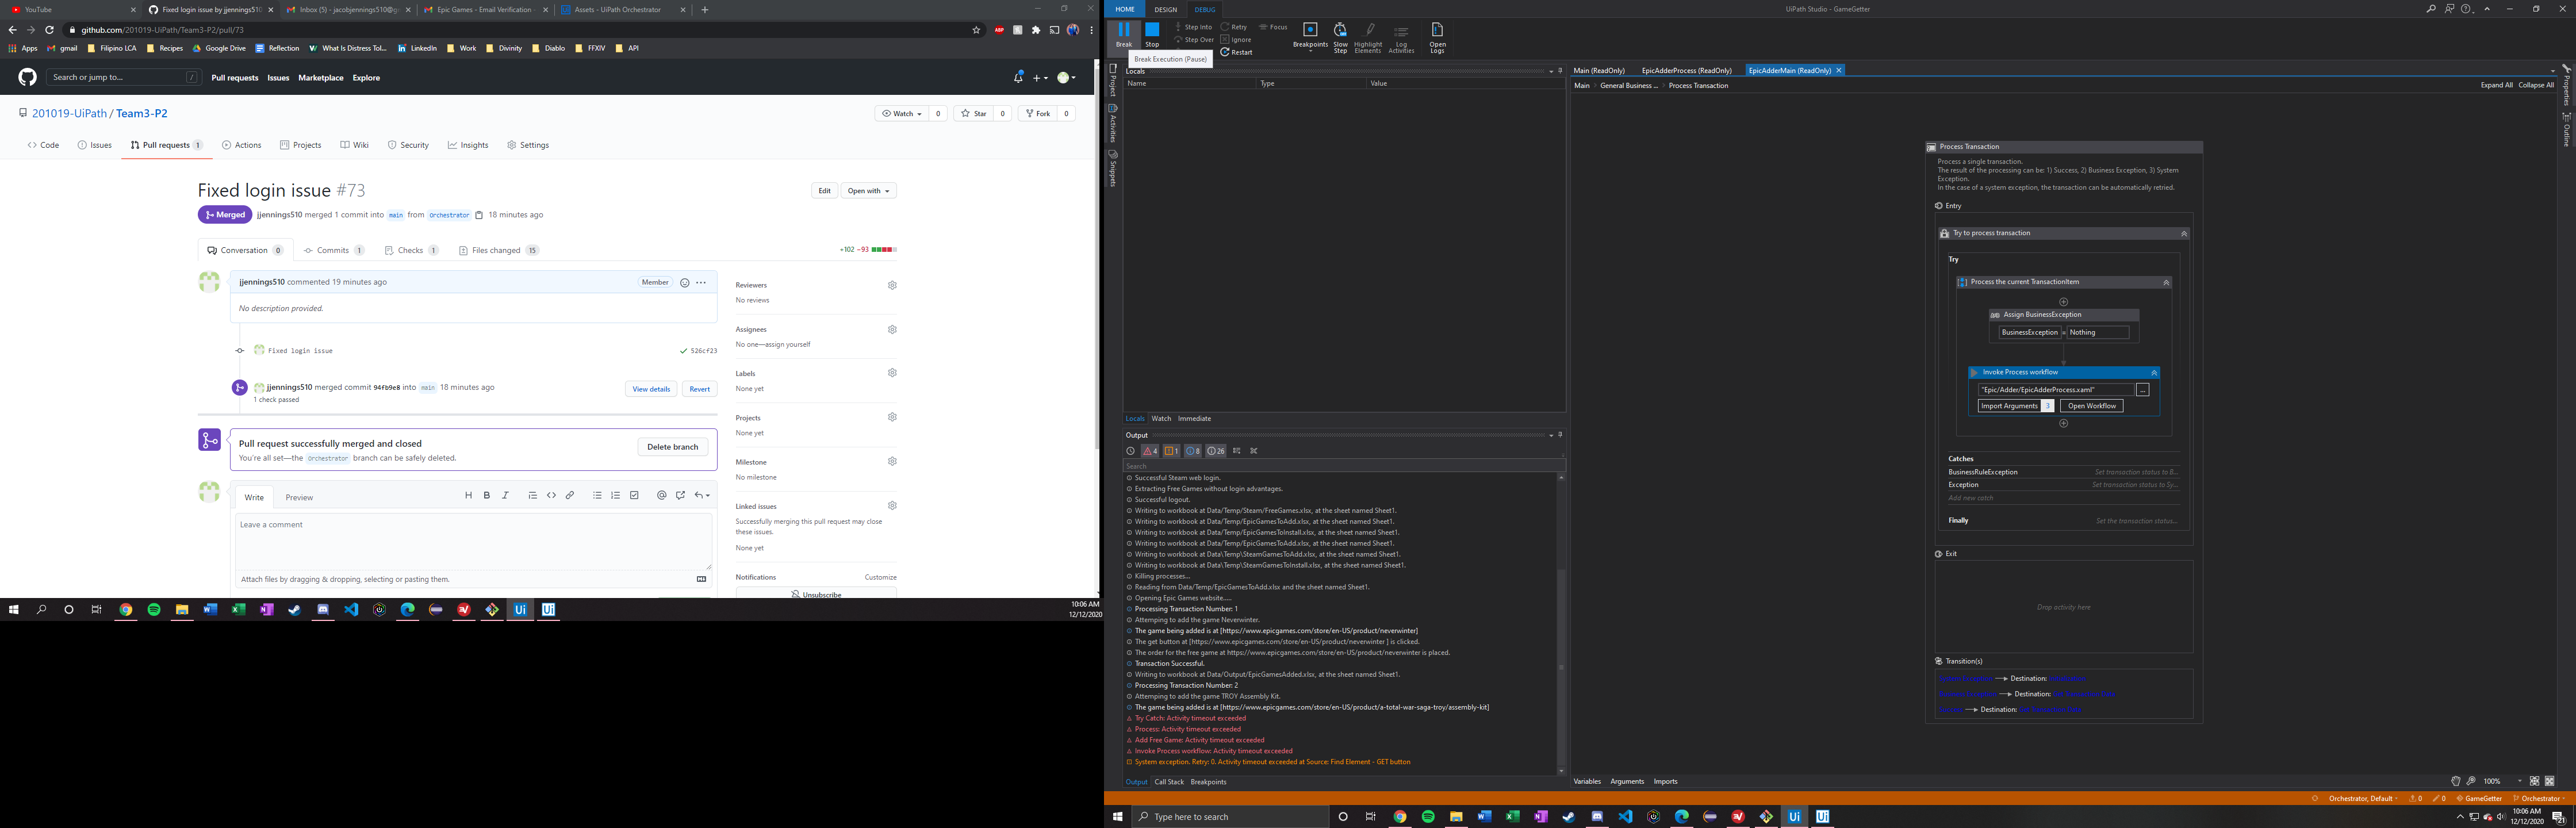 YouTube
Fixed login issue by jjennings510
Inbox (5) - jacobjennings510@g
Epic Games - Email Verification -
Assets - UiPath Orchestrator
github.com/201019-UiPath/Team3-P2/pull/73
Apps gmail Filipino LCA Recipes Google Drive Reflection What Is Distress Tol... LinkedIn Work Divinity Diablo FFXIV API
Search or jump to... /
Pull requests Issues Marketplace Explore
201019-UiPath / Team3-P2
Watch 0 Star 0 Fork 0
Code Issues Pull requests 1 Actions Projects Wiki Security Insights Settings
Fixed login issue #73
Edit Open with
Merged jjennings510 merged 1 commit into main from Orchestrator 18 minutes ago
Conversation 0 Commits 1 Checks 1 Files changed 15
+102 −93
jjennings510 commented 19 minutes ago
Member
No description provided.
Fixed login issue
526cf23
jjennings510 merged commit 94fb9e8 into main 18 minutes ago
1 check passed
View details Revert
Pull request successfully merged and closed
You're all set—the Orchestrator branch can be safely deleted.
Delete branch
Write Preview
Leave a comment
Attach files by dragging & dropping, selecting or pasting them.
Reviewers
No reviews
Assignees
No one—assign yourself
Labels
None yet
Projects
None yet
Milestone
No milestone
Linked issues
Successfully merging this pull request may close
these issues.
None yet
Notifications Customize
Unsubscribe
10:06 AM
12/12/2020
HOME DESIGN DEBUG
UiPath Studio - GameGetter
Break Stop
Step Into
Step Over
Retry
Ignore
Restart
Focus
Breakpoints
Slow
Step
Highlight
Elements
Log
Activities
Open
Logs
Break Execution (Pause)
Project
Activities
Snippets
Locals
Name Type Value
Locals Watch Immediate
Output
4 1 8 26
Search
Successful Steam web login.
Extracting Free Games without login advantages.
Successful logout.
Writing to workbook at Data/Temp/Steam/FreeGames.xlsx, at the sheet named Sheet1.
Writing to workbook at Data/Temp/EpicGamesToAdd.xlsx, at the sheet named Sheet1.
Writing to workbook at Data/Temp/EpicGamesToInstall.xlsx, at the sheet named Sheet1.
Writing to workbook at Data/Temp/EpicGamesToAdd.xlsx, at the sheet named Sheet1.
Writing to workbook at Data\Temp\SteamGamesToAdd.xlsx, at the sheet named Sheet1.
Writing to workbook at Data\Temp\SteamGamesToInstall.xlsx, at the sheet named Sheet1.
Killing processes...
Reading from Data/Temp/EpicGamesToAdd.xlsx and the sheet named Sheet1.
Opening Epic Games website.....
Processing Transaction Number: 1
Attemping to add the game Neverwinter.
The game being added is at [https://www.epicgames.com/store/en-US/product/neverwinter]
The get button at [https://www.epicgames.com/store/en-US/product/neverwinter ] is clicked.
The order for the free game at https://www.epicgames.com/store/en-US/product/neverwinter is placed.
Transaction Successful.
Writing to workbook at Data/Output/EpicGamesAdded.xlsx, at the sheet named Sheet1.
Processing Transaction Number: 2
Attemping to add the game TROY Assembly Kit.
The game being added is at [https://www.epicgames.com/store/en-US/product/a-total-war-saga-troy/assembly-kit]
Try Catch: Activity timeout exceeded
Process: Activity timeout exceeded
Add Free Game: Activity timeout exceeded
Invoke Process workflow: Activity timeout exceeded
System exception. Retry: 0. Activity timeout exceeded at Source: Find Element - GET button
Output Call Stack Breakpoints
Main (ReadOnly) EpicAdderProcess (ReadOnly) EpicAdderMain (ReadOnly)
Main > General Business ... > Process Transaction
Expand All Collapse All
Properties
Outline
Process Transaction
Process a single transaction.
The result of the processing can be: 1) Success, 2) Business Exception, 3) System
Exception.
In the case of a system exception, the transaction can be automatically retried.
Entry
Try to process transaction
Try
Process the current TransactionItem
Assign BusinessException
BusinessException = Nothing
Invoke Process workflow
"Epic/Adder/EpicAdderProcess.xaml" ...
Import Arguments 3 Open Workflow
Catches
BusinessRuleException Set transaction status to B...
Exception Set transaction status to Sy...
Add new catch
Finally Set the transaction status...
Exit
Drop activity here
Transition(s)
Destination:
Destination:
Destination:
Variables Arguments Imports
100%
Orchestrator, Default 0 0 GameGetter Orchestrator
Type here to search
10:06 AM
12/12/2020
21